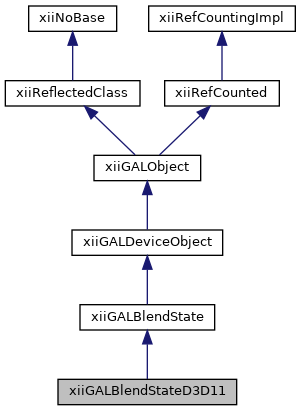 xiiNoBase
xiiRefCountingImpl
xiiReflectedClass
xiiRefCounted
xiiGALObject
xiiGALDeviceObject
xiiGALBlendState
xiiGALBlendStateD3D11